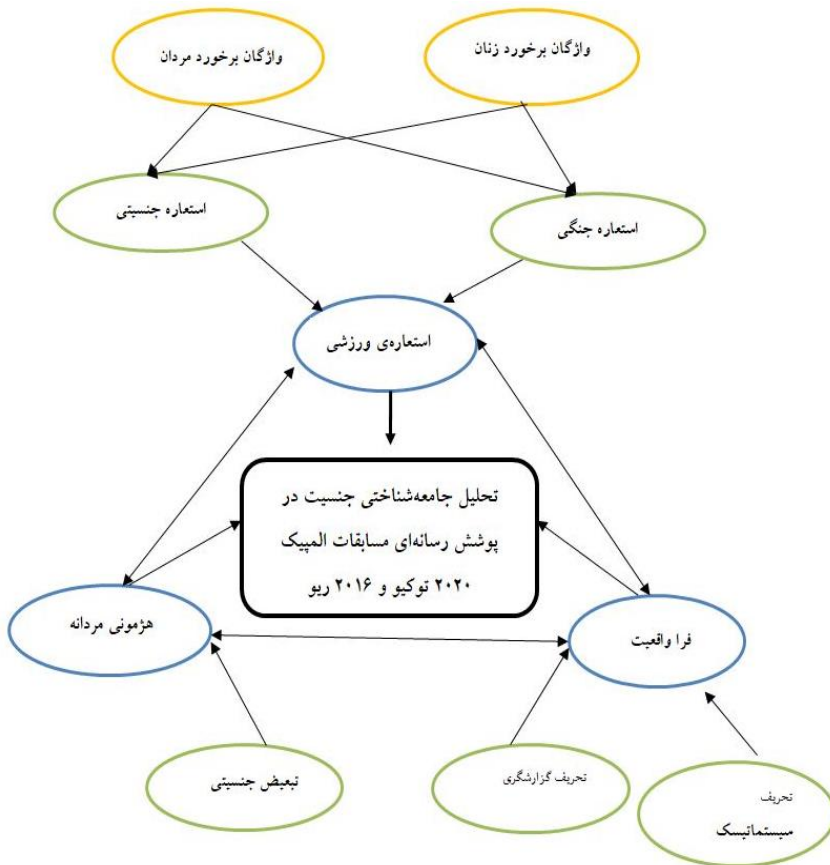 واژگان برخورد زنان
واژگان برخورد مردان
استعاره جنگی
استعاره جنسیتی
استعاره‌ی ورزشی
تحلیل جامعه‌شناختی جنسیت در
پوشش رسانه‌ای مسابقات المپیک
۲۰۲۰ توکیو و ۲۰۱۶ ریو
فرا واقعیت
هژمونی مردانه
تحریف
سیستماتیسک
تحریف گزارشگری
تبعیض جنسیتی